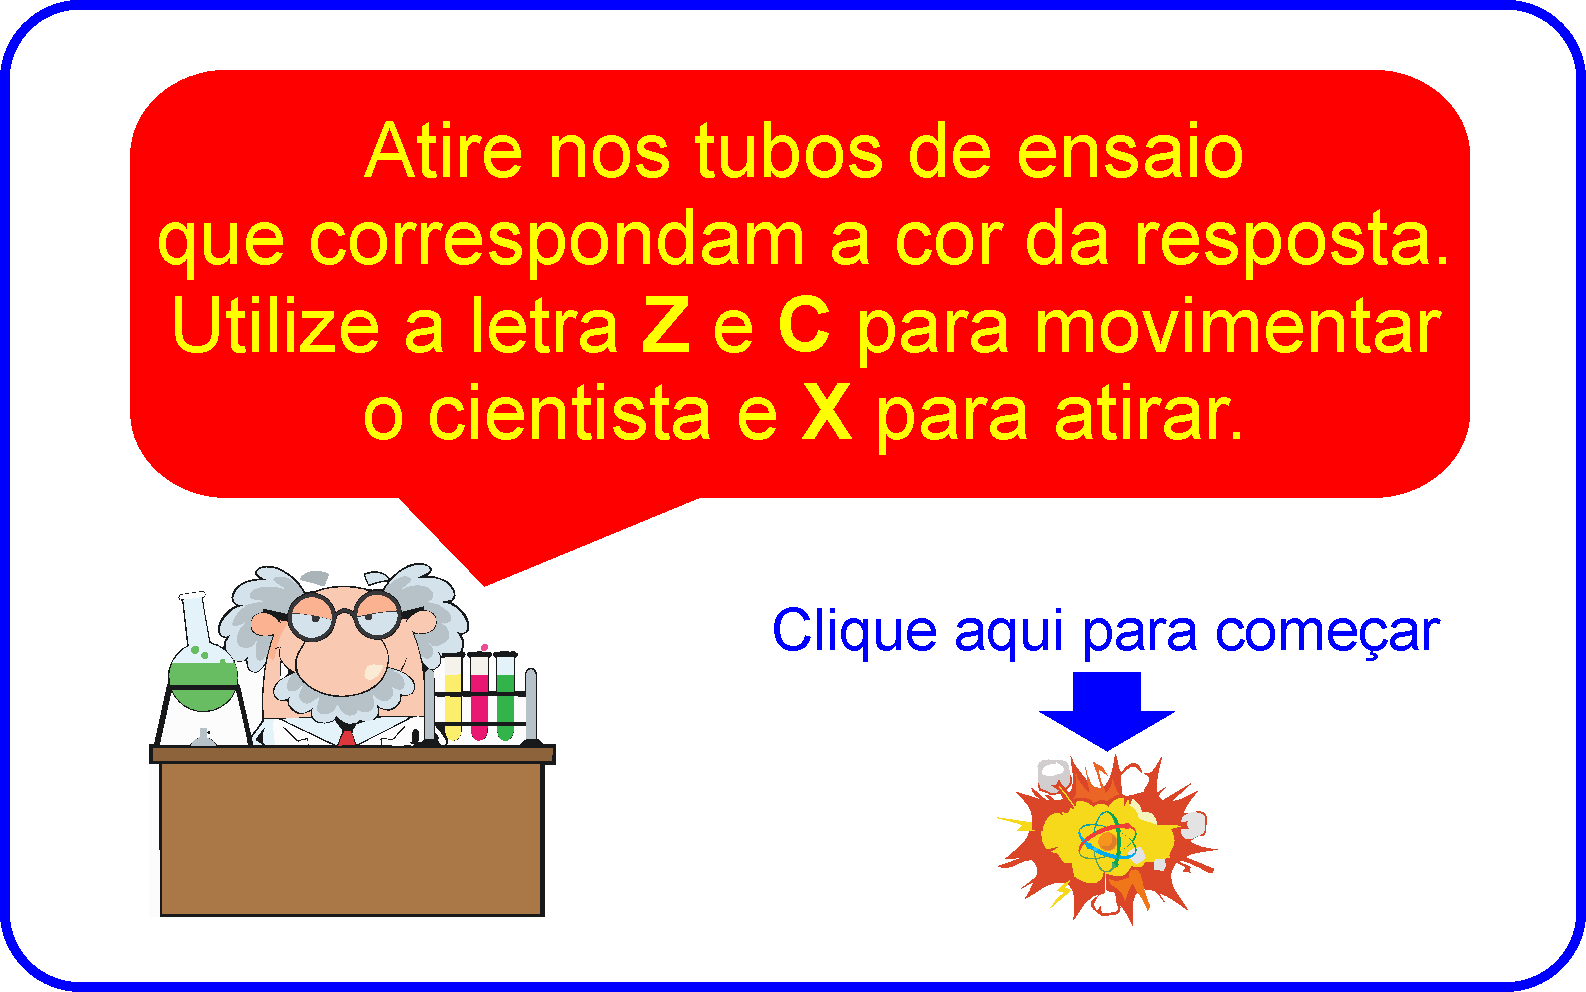 Atire nos tubos de ensaio
que correspondam a cor da resposta.
Utilize a letra Z e C para movimentar
o cientista e X para atirar.
Clique aqui para começar